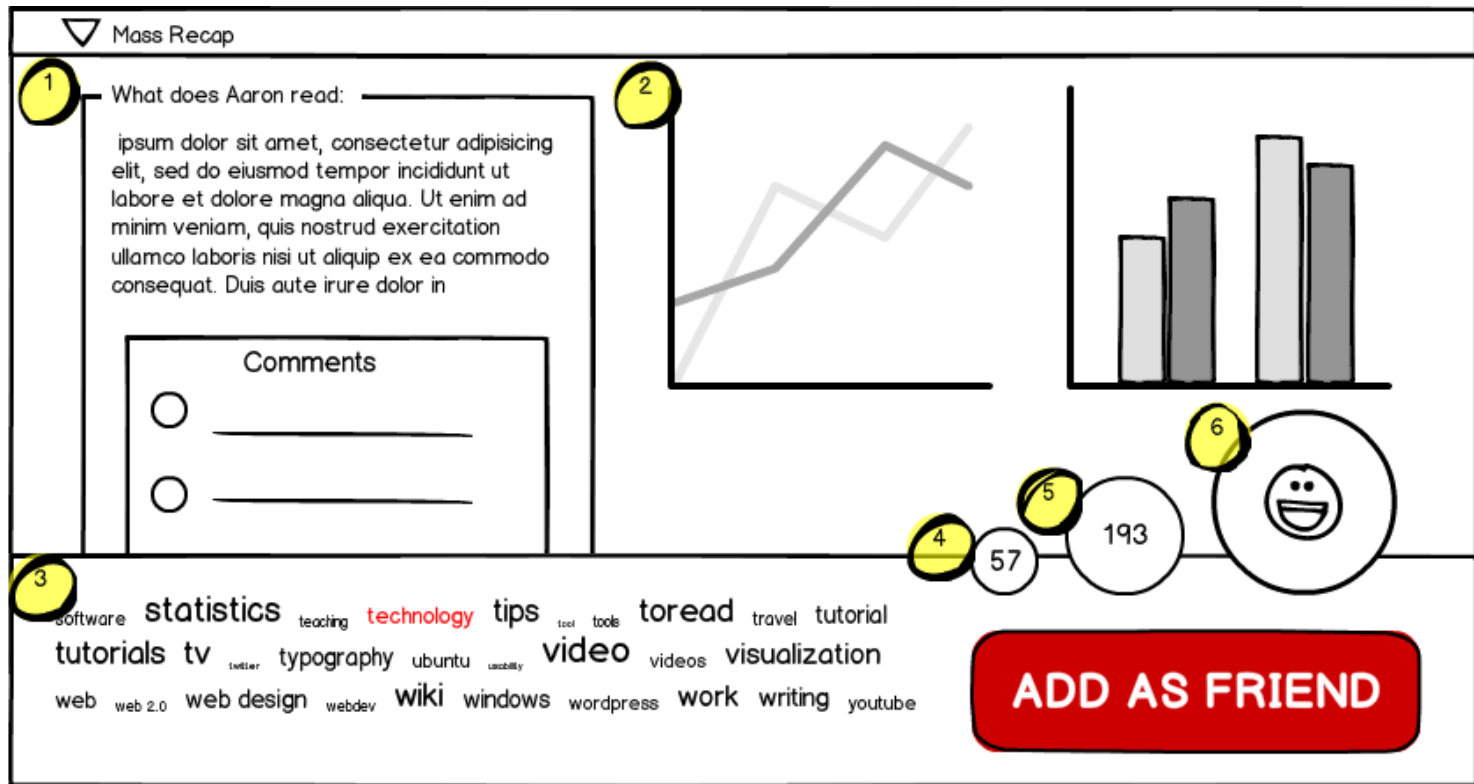 Mass Recap
1
What does Aaron read:
ipsum dolor sit amet, consectetur adipisicing
elit, sed do eiusmod tempor incididunt ut
labore et dolore magna aliqua. Ut enim ad
minim veniam, quis nostrud exercitation
ullamco laboris nisi ut aliquip ex ea commodo
consequat. Duis aute irure dolor in
Comments
2
6
5
193
4
57
3
software statistics teaching technology tips tool tools toread travel tutorial
tutorials tv twitter typography ubuntu usability video videos visualization
web web 2.0 web design webdev wiki windows wordpress work writing youtube
ADD AS FRIEND